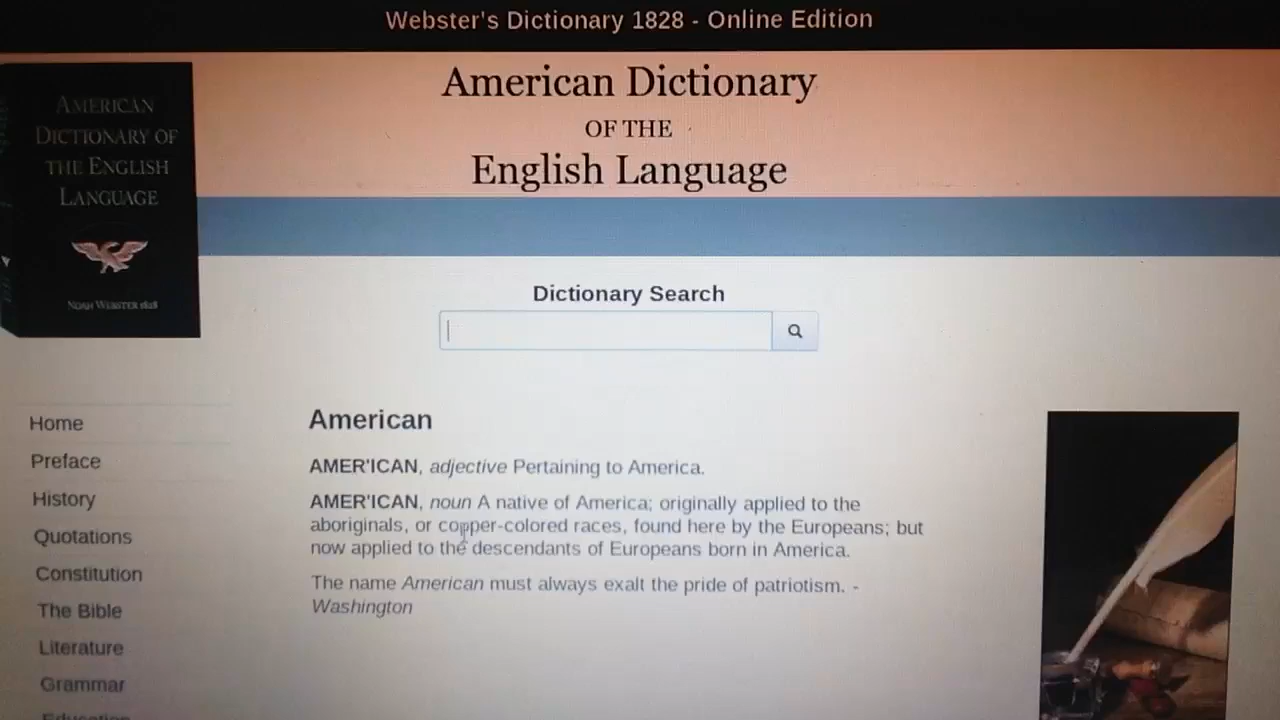 Webster's Dictionary 1828 - Online Edition
AMERICAN
DICTIONARY OF
THE ENGLISH
LANGUAGE
NOAH WEBSTER 1828
American Dictionary
OF THE
English Language
Dictionary Search
Home
Preface
History
Quotations
Constitution
The Bible
Literature
Grammar
Education
American
AMER'ICAN, adjective Pertaining to America.
AMER'ICAN, noun A native of America; originally applied to the
aboriginals, or copper-colored races, found here by the Europeans; but
now applied to the descendants of Europeans born in America.
The name American must always exalt the pride of patriotism. -
Washington